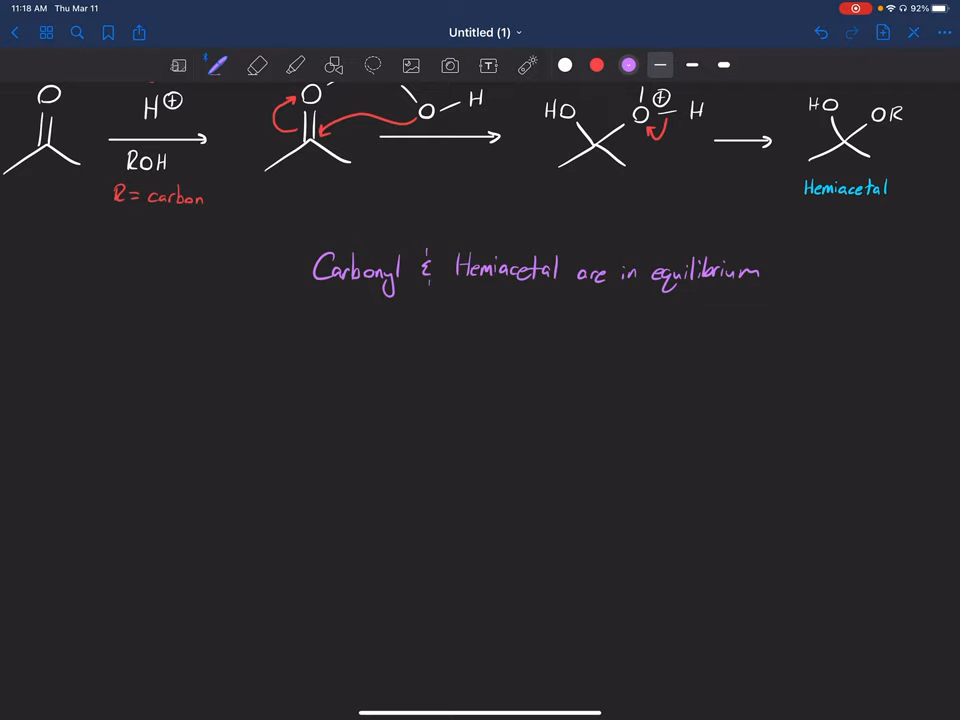 11:18 AM Thu Mar 11
92%
Untitled (1)
T
O
H⊕
ROH
R = carbon
O
O H
HO
O ⊕ H
HO
OR
Hemiacetal
Carbonyl & Hemiacetal are in equilibrium